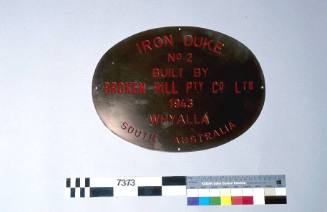 IRON DUKE
No 2
BUILT BY
BROKEN HILL PTY CO LTD
1943
WHYALLA
SOUTH AUSTRALIA
7373